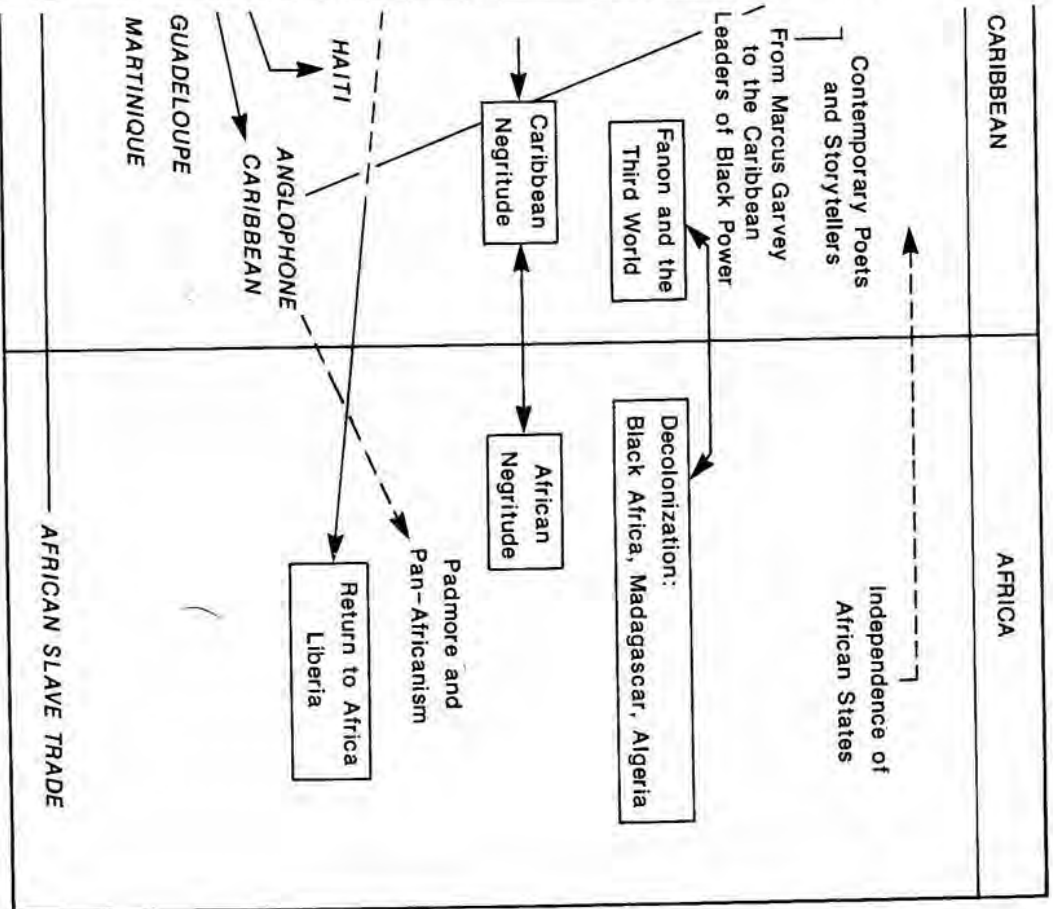 CARIBBEAN
AFRICA
Contemporary Poets
and Storytellers
From Marcus Garvey
to the Caribbean
Leaders of Black Power
Fanon and the
Third World
Caribbean
Negritude
HAITI
ANGLOPHONE
CARIBBEAN
GUADELOUPE
MARTINIQUE
Independence of
African States
Decolonization:
Black Africa, Madagascar, Algeria
African
Negritude
Padmore and
Pan-Africanism
Return to Africa
Liberia
AFRICAN SLAVE TRADE